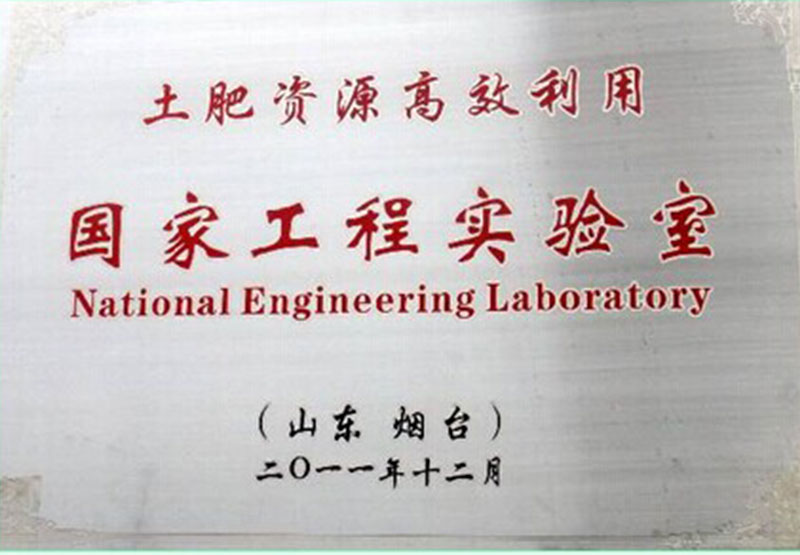 土肥资源高效利用
国家工程实验室
National Engineering Laboratory
(山东 烟台)
二〇一一年十二月